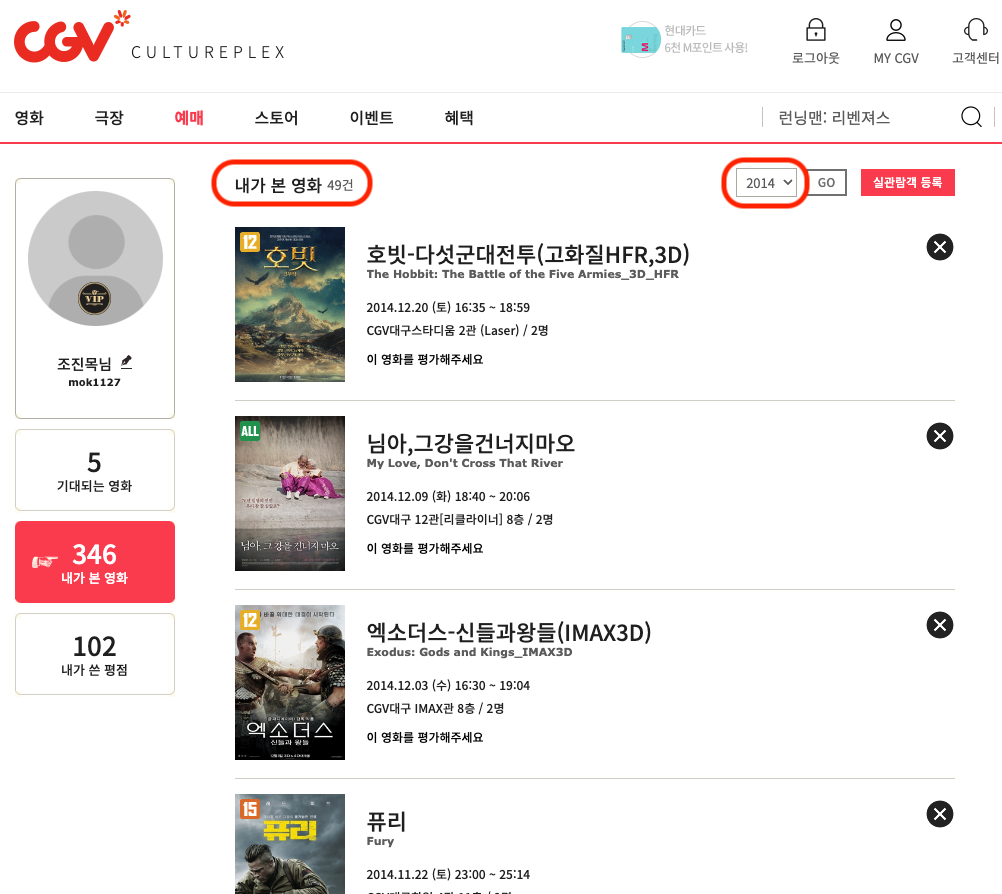 CGV CULTUREPLEX
현대카드
6천 M포인트 사용!
로그아웃
MY CGV
고객센터
영화
극장
예매
스토어
이벤트
혜택
런닝맨: 리벤져스
VIP
조진목님
mok1127
5
기대되는 영화
346
내가 본 영화
102
내가 쓴 평점
내가 본 영화 49건
2014
GO
실관람객 등록
12
호빗
호빗-다섯군대전투(고화질HFR,3D)
The Hobbit: The Battle of the Five Armies_3D_HFR
2014.12.20 (토) 16:35 ~ 18:59
CGV대구스타디움 2관 (Laser) / 2명
이 영화를 평가해주세요
ALL
님아, 그 강을 건너지 마오
님아,그강을건너지마오
My Love, Don't Cross That River
2014.12.09 (화) 18:40 ~ 20:06
CGV대구 12관[리클라이너] 8층 / 2명
이 영화를 평가해주세요
12
엑소더스
신들과 왕들
엑소더스-신들과왕들(IMAX3D)
Exodus: Gods and Kings_IMAX3D
2014.12.03 (수) 16:30 ~ 19:04
CGV대구 IMAX관 8층 / 2명
이 영화를 평가해주세요
15
퓨리
퓨리
Fury
2014.11.22 (토) 23:00 ~ 25:14